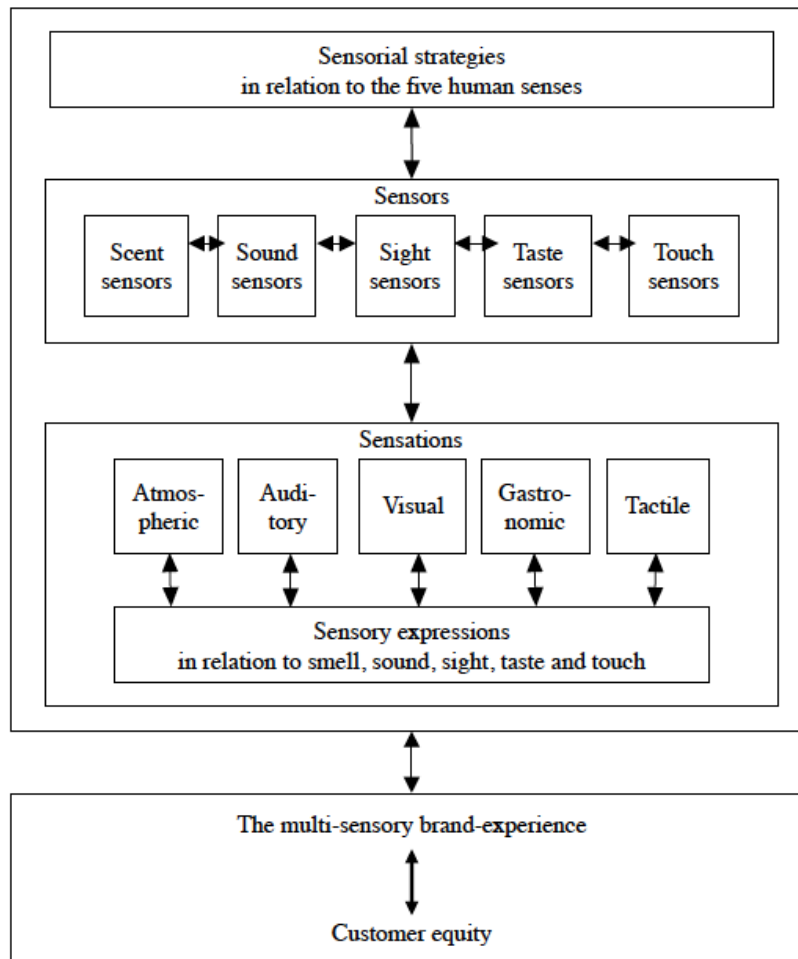 Sensorial strategies
in relation to the five human senses
Sensors
Scent
sensors
Sound
sensors
Sight
sensors
Taste
sensors
Touch
sensors
Sensations
Atmos-
pheric
Audi-
tory
Visual
Gastro-
nomic
Tactile
Sensory expressions
in relation to smell, sound, sight, taste and touch
The multi-sensory brand-experience
Customer equity